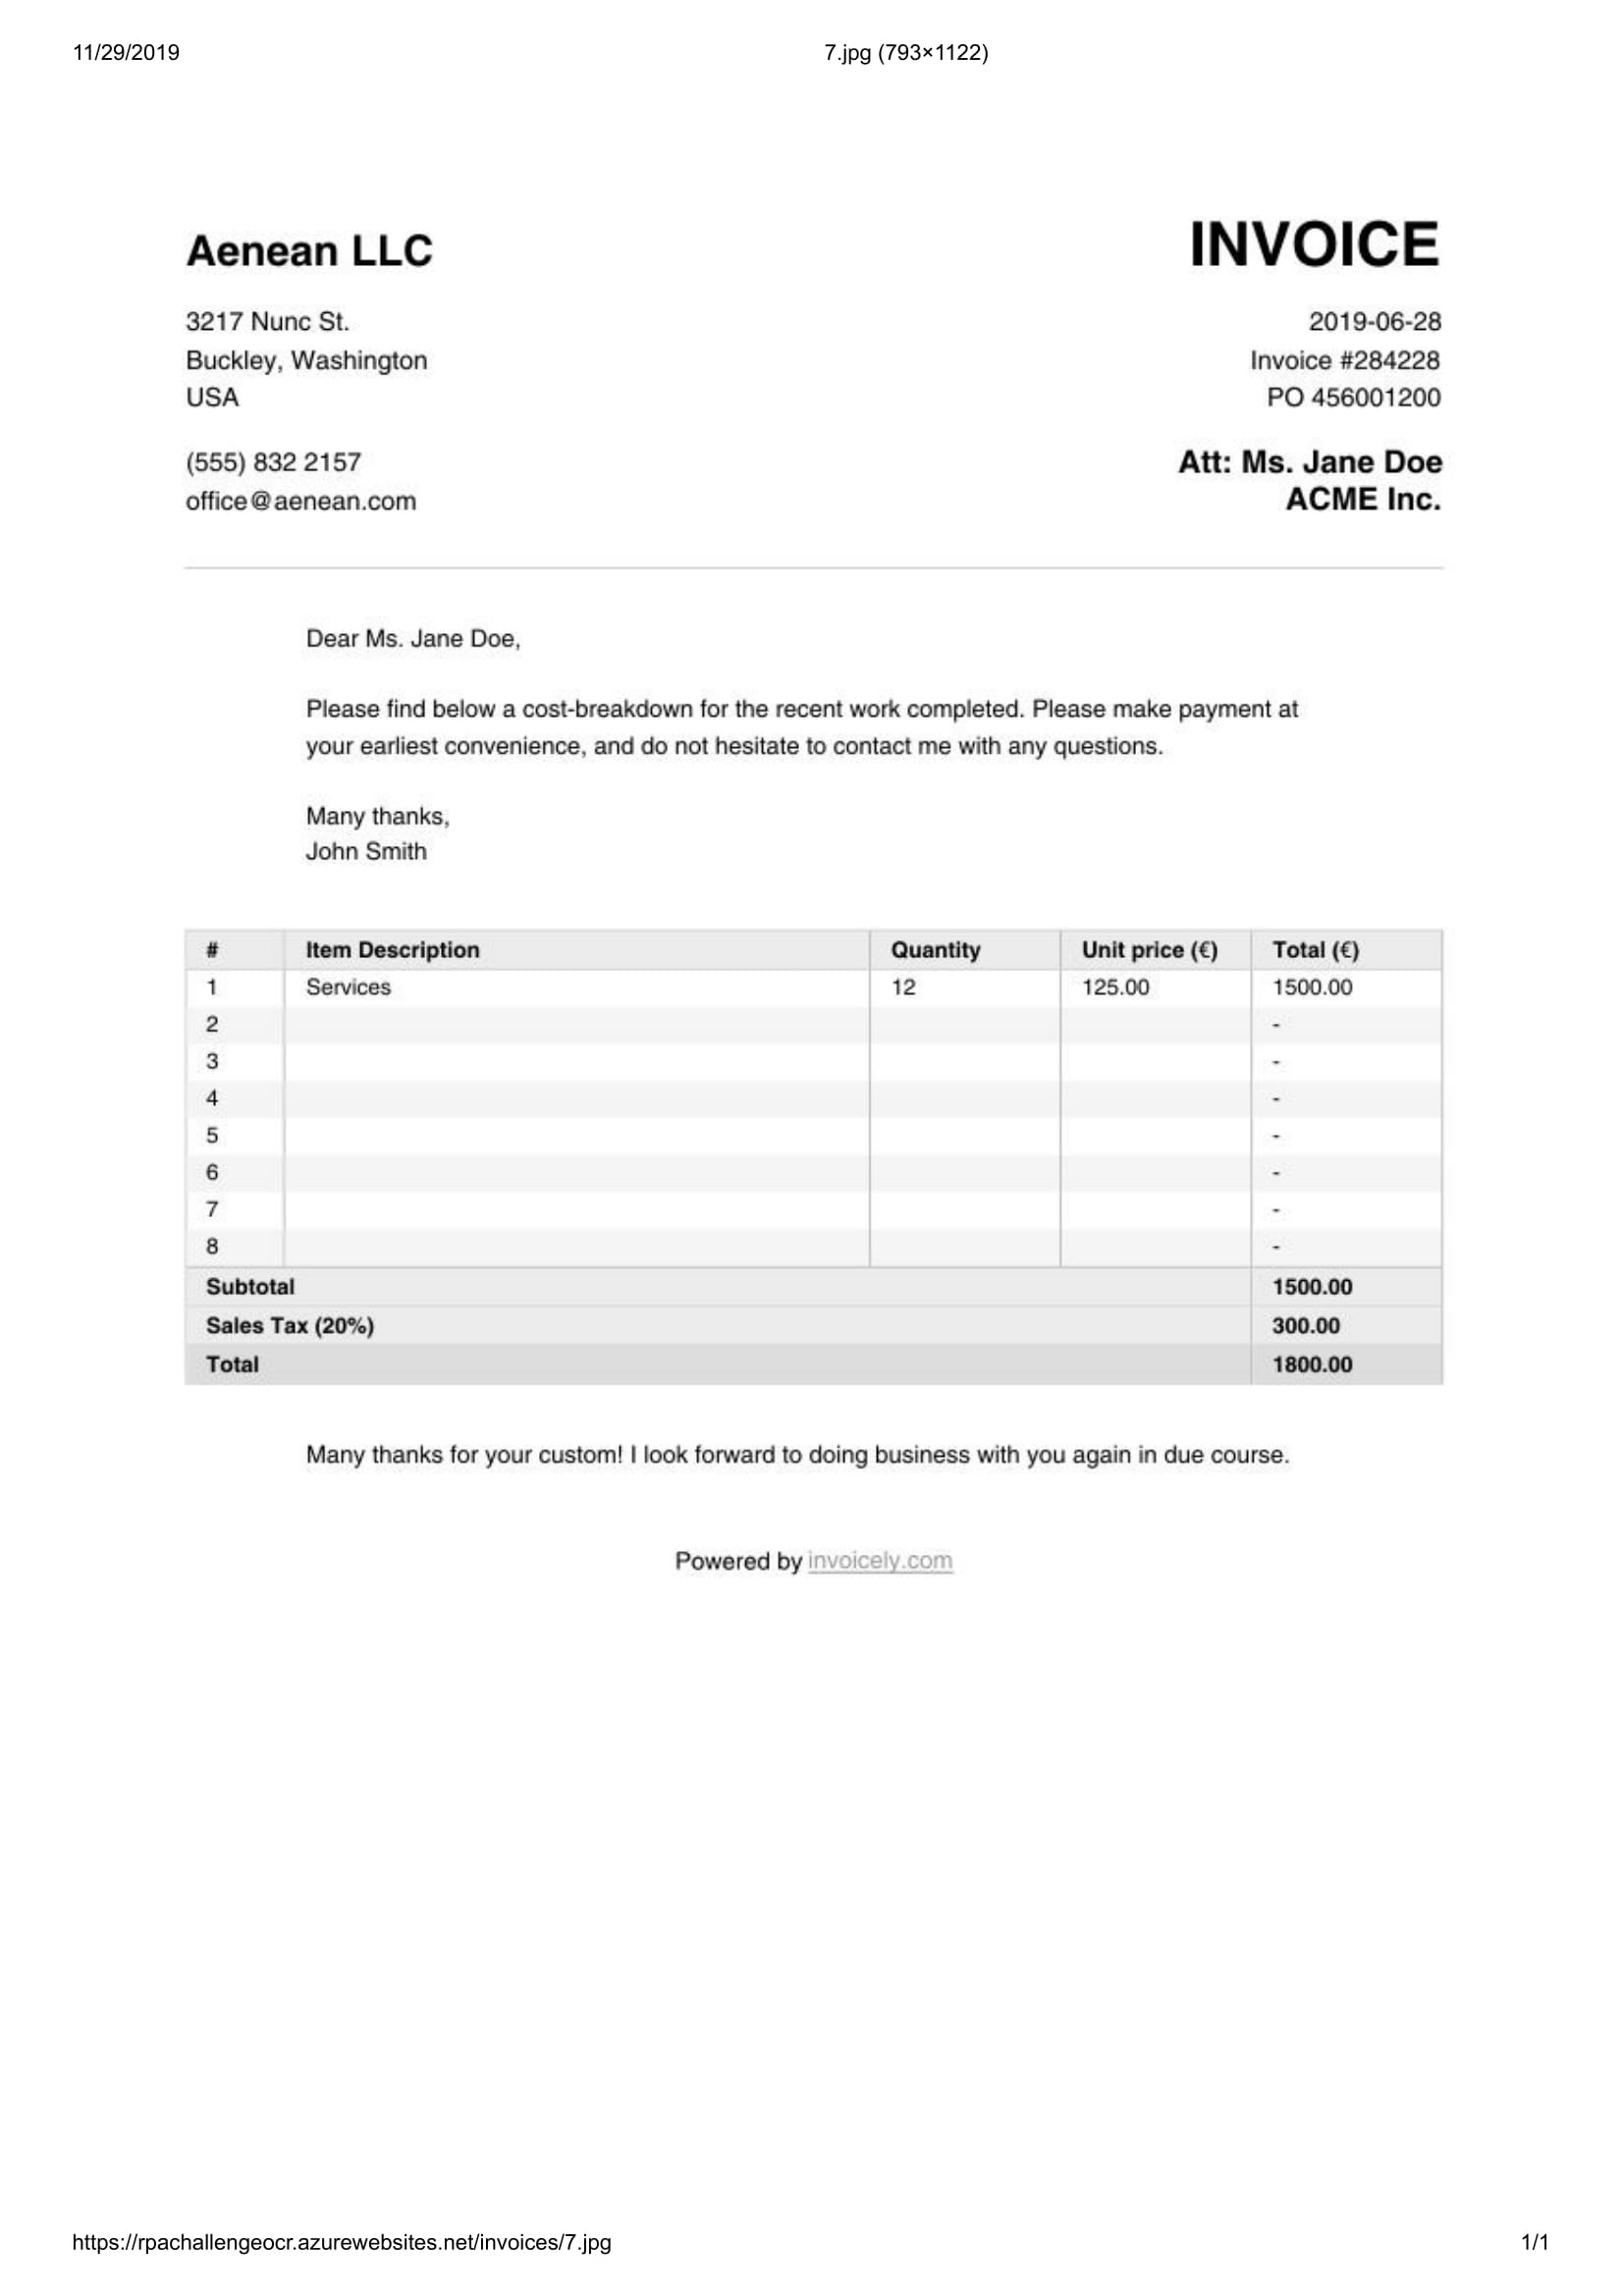 11/29/2019 7.jpg (793×1122)
Aenean LLC
INVOICE
3217 Nunc St.
Buckley, Washington
USA
(555) 832 2157
office@aenean.com
2019-06-28
Invoice #284228
PO 456001200
Att: Ms. Jane Doe
ACME Inc.
Dear Ms. Jane Doe,
Please find below a cost-breakdown for the recent work completed. Please make payment at
your earliest convenience, and do not hesitate to contact me with any questions.
Many thanks,
John Smith
# Item Description Quantity Unit price (€) Total (€)
1 Services 12 125.00 1500.00
2 -
3 -
4 -
5 -
6 -
7 -
8 -
Subtotal 1500.00
Sales Tax (20%) 300.00
Total 1800.00
Many thanks for your custom! I look forward to doing business with you again in due course.
Powered by invoicely.com
https://rpachallengeocr.azurewebsites.net/invoices/7.jpg 1/1